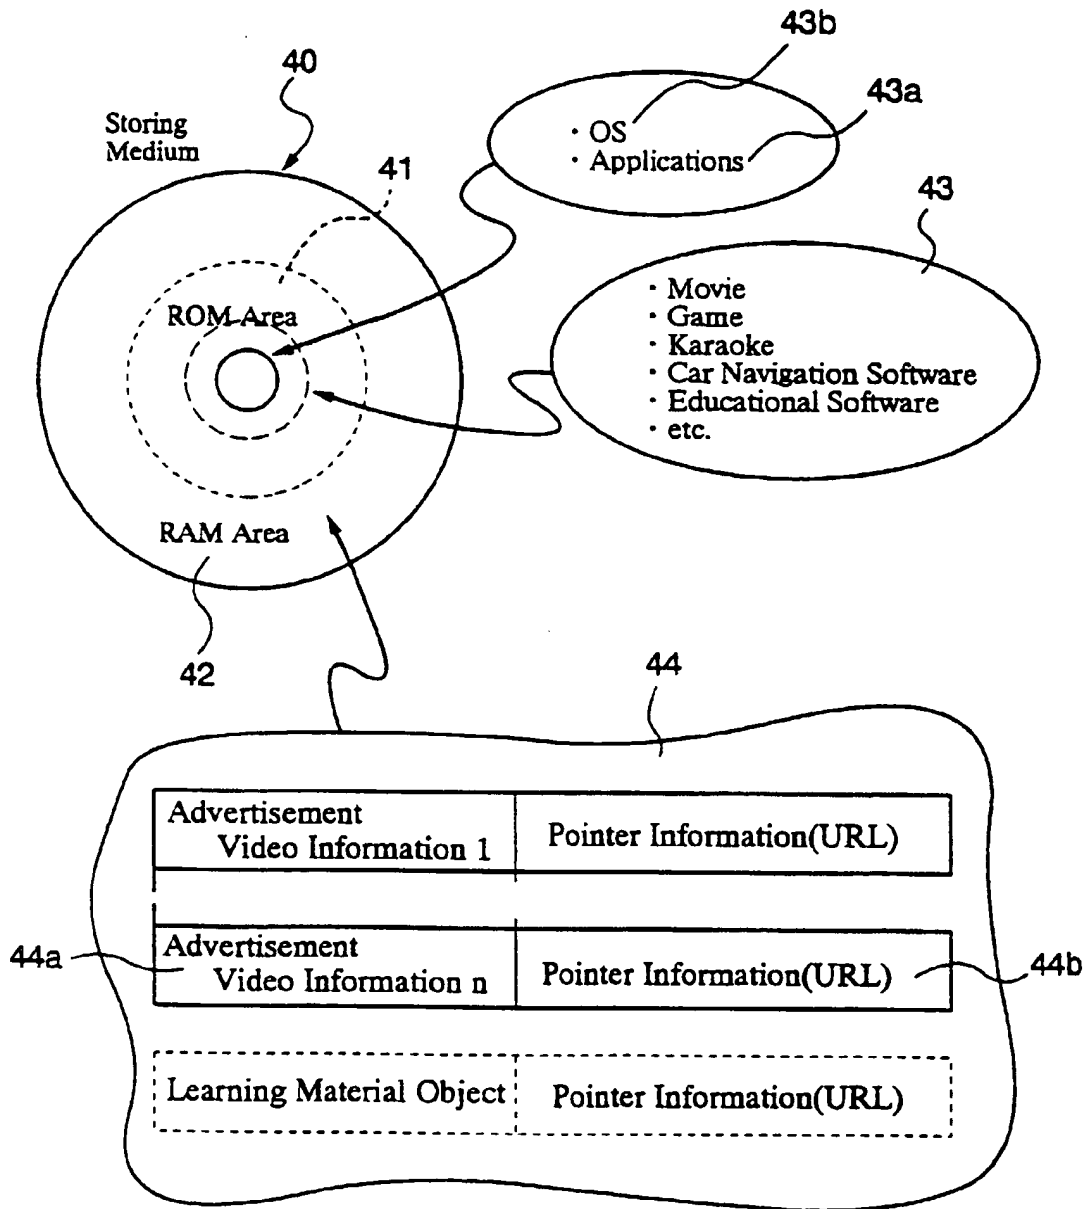 43b
40
43a
Storing
Medium
· OS
· Applications
41
43
ROM Area
· Movie
· Game
· Karaoke
· Car Navigation Software
· Educational Software
· etc.
RAM Area
42
44
Advertisement
Video Information 1
Pointer Information(URL)
44a
Advertisement
Video Information n
Pointer Information(URL)
44b
Learning Material Object
Pointer Information(URL)